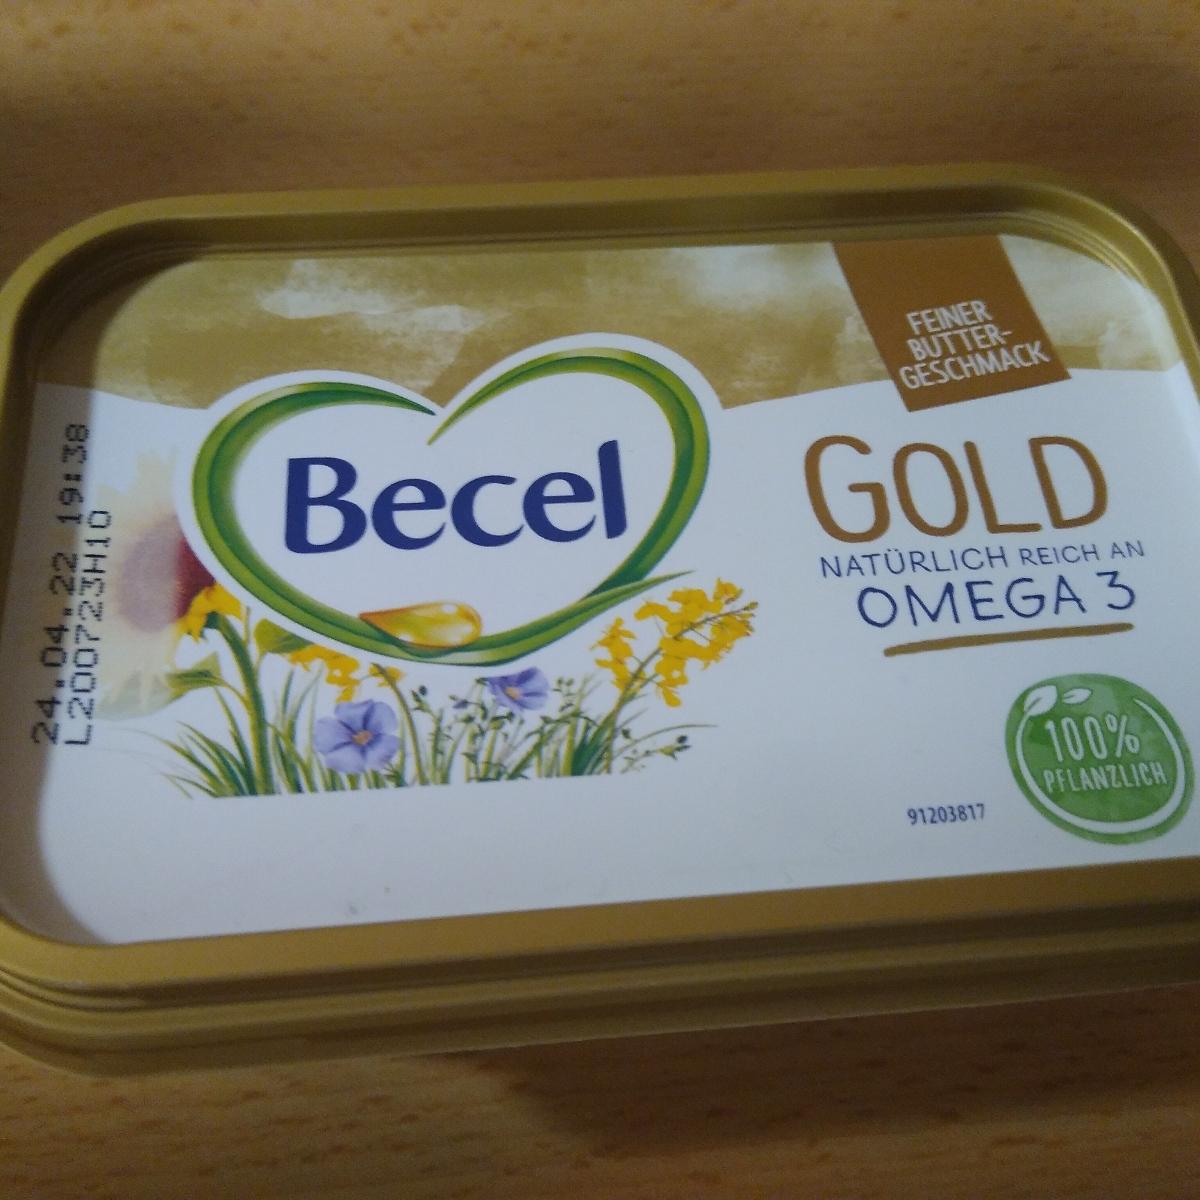 FEINER
BUTTER-
GESCHMACK
Becel
GOLD
NATÜRLICH REICH AN
OMEGA 3
100%
PFLANZLICH
91203817
24.04.22 19:38
L200723H10